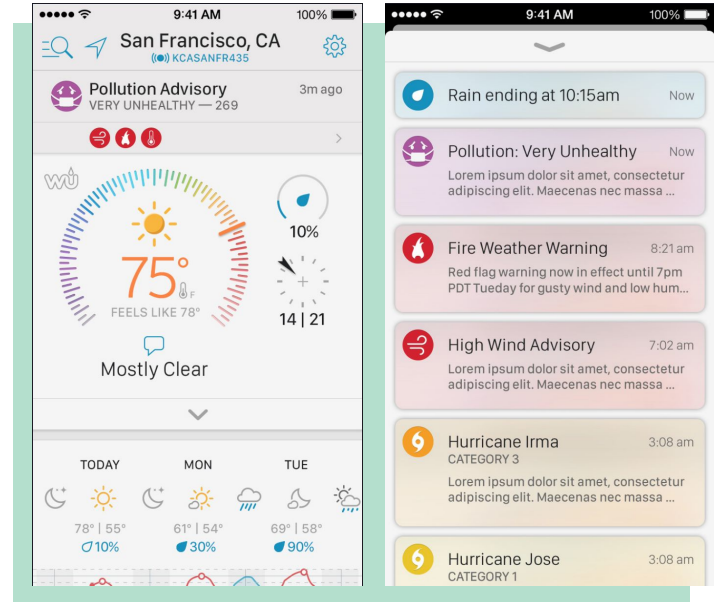 9:41 AM 100%
San Francisco, CA
KCASANFR435
Pollution Advisory 3m ago
VERY UNHEALTHY — 269
wu
10%
75°
F
FEELS LIKE 78°
14 | 21
Mostly Clear
TODAY MON TUE
78° | 55° 61° | 54° 69° | 58°
10% 30% 90%
9:41 AM 100%
Rain ending at 10:15am Now
Pollution: Very Unhealthy Now
Lorem ipsum dolor sit amet, consectetur
adipiscing elit. Maecenas nec massa ...
Fire Weather Warning 8:21 am
Red flag warning now in effect until 7pm
PDT Tueday for gusty wind and low hum...
High Wind Advisory 7:02 am
Lorem ipsum dolor sit amet, consectetur
adipiscing elit. Maecenas nec massa ...
Hurricane Irma 3:08 am
CATEGORY 3
Lorem ipsum dolor sit amet, consectetur
adipiscing elit. Maecenas nec massa ...
Hurricane Jose 3:08 am
CATEGORY 1